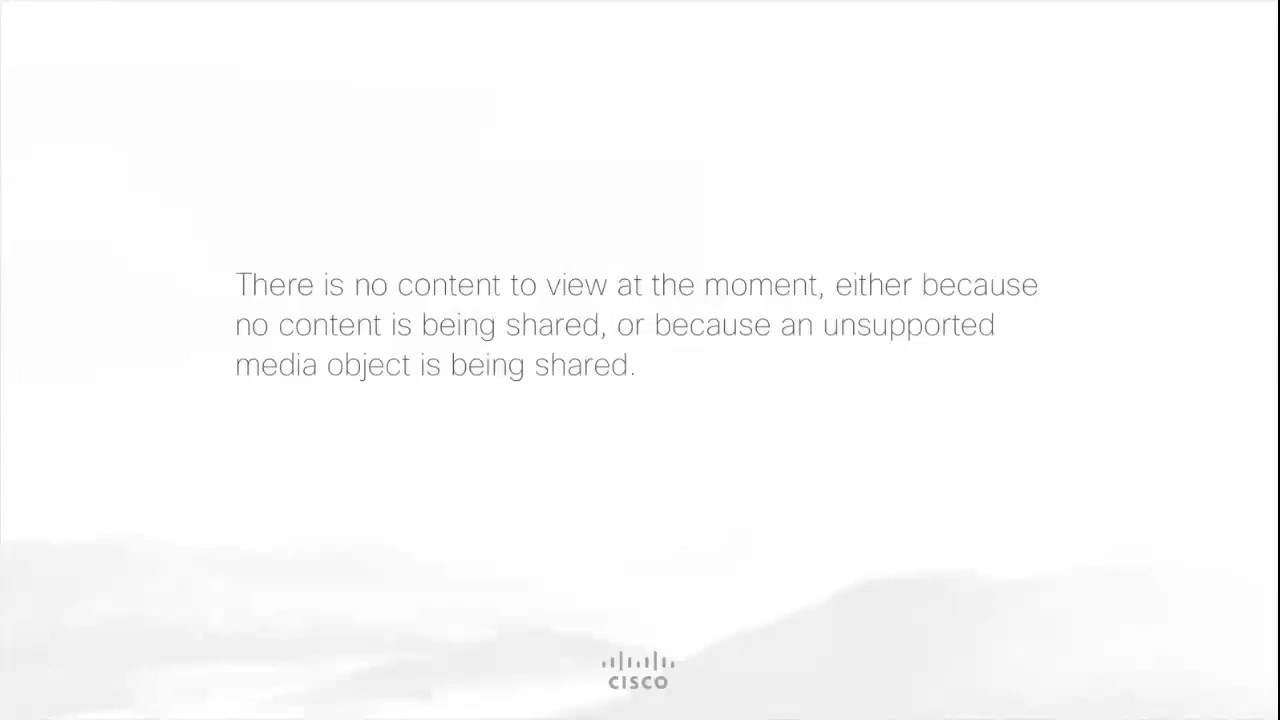 There is no content to view at the moment, either because
no content is being shared, or because an unsupported
media object is being shared.
CISCO